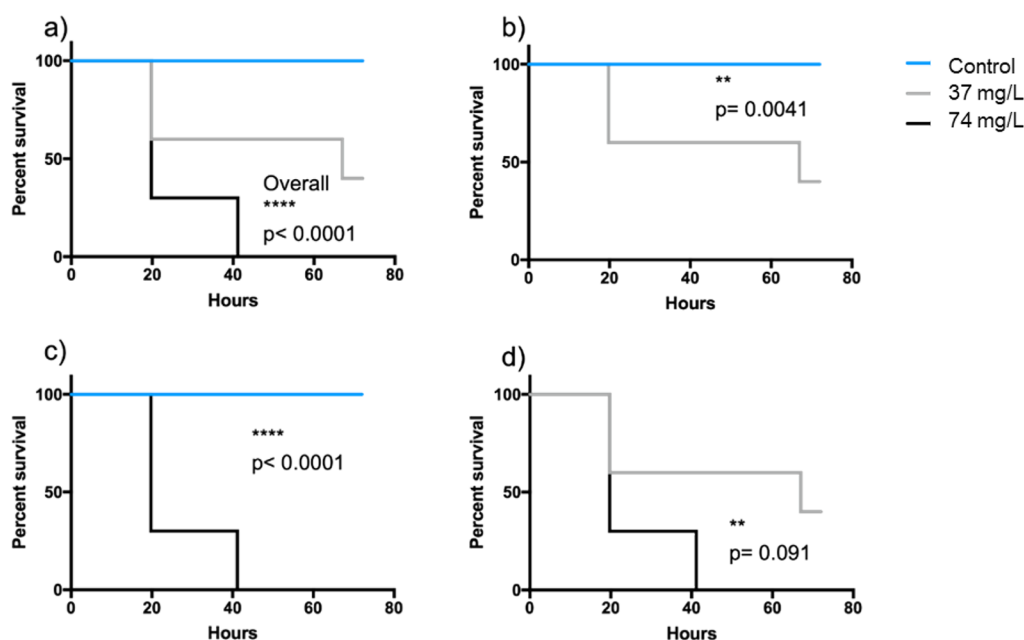 a)
Percent survival
100
50
0
0 20 40 60 80
Hours
Overall
****
p< 0.0001
b)
Percent survival
100
50
0
0 20 40 60 80
Hours
**
p= 0.0041
Control
37 mg/L
74 mg/L
c)
Percent survival
100
50
0
0 20 40 60 80
Hours
****
p< 0.0001
d)
Percent survival
100
50
0
0 20 40 60 80
Hours
**
p= 0.091